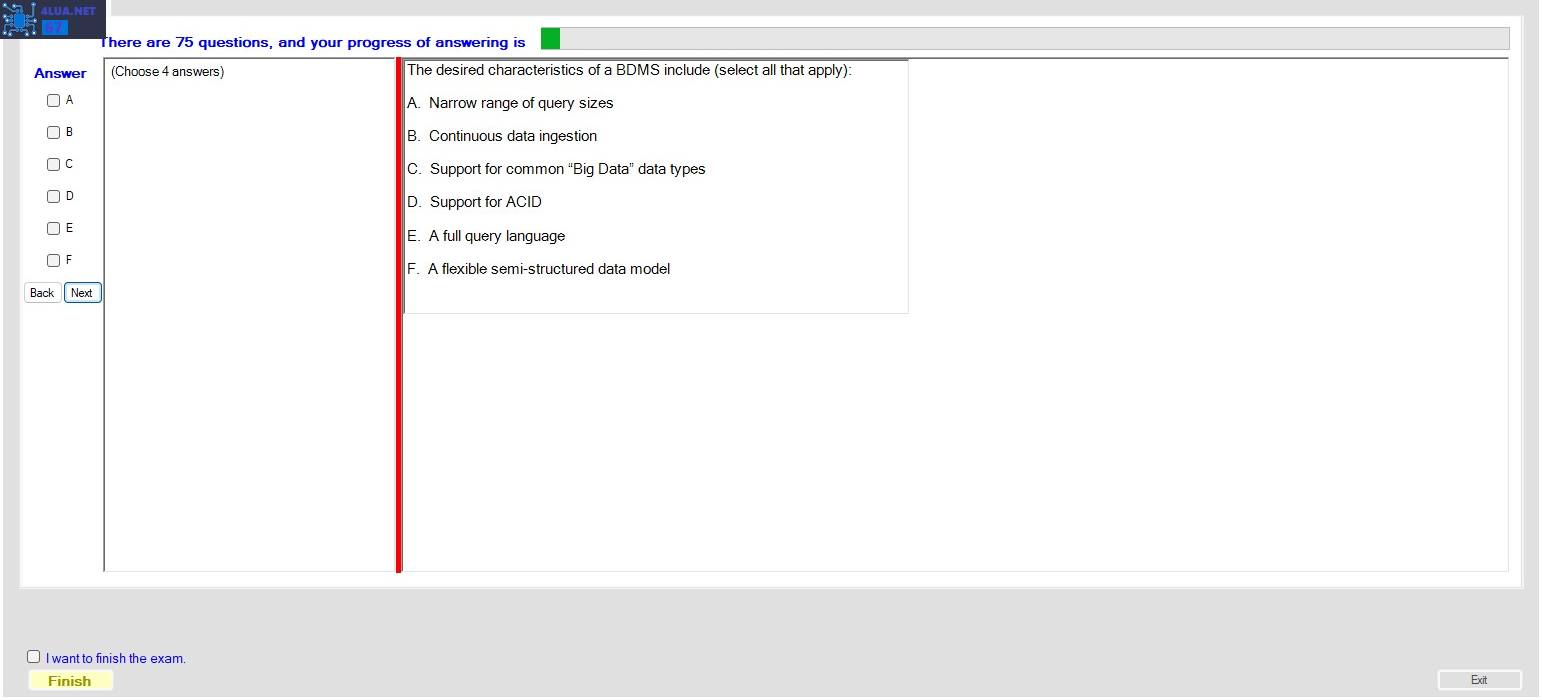 4LUA.NET
67
There are 75 questions, and your progress of answering is
Answer
(Choose 4 answers)
The desired characteristics of a BDMS include (select all that apply):
A
A. Narrow range of query sizes
B
B. Continuous data ingestion
C
C. Support for common “Big Data” data types
D
D. Support for ACID
E
E. A full query language
F
F. A flexible semi-structured data model
Back Next
I want to finish the exam.
Finish
Exit